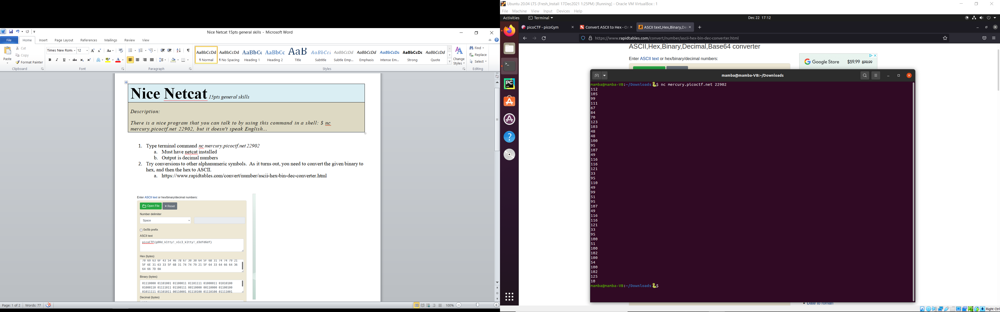 Nice Netcat 15pts general skills - Microsoft Word
File Home Insert Page Layout References Mailings Review View
Paste
Cut
Copy
Format Painter
Clipboard
Times New Rom 12
Font
Paragraph
AaBbCcDd AaBbCcDd AaBbCc AaBbCc AaB AaBbCcI AaBbCcDd AaBbCcDd AaBbCcDc AaBbCcDc AaBbCcDd
¶ Normal ¶ No Spacing Heading 1 Heading 2 Title Subtitle Subtle Emp... Emphasis Intense Em... Strong Quote
Change Styles
Styles
Find
Replace
Select
Editing
Nice Netcat 15pts general skills
Description:
There is a nice program that you can talk to by using this command in a shell: $ nc
mercury.picoctf.net 22902, but it doesn't speak English...
1. Type terminal command nc mercury.picoctf.net 22902
a. Must have netcat installed
b. Output is decimal numbers
2. Try conversions to other alphanumeric symbols. As it turns out, you need to convert the given binary to
hex, and then the hex to ASCII.
a. https://www.rapidtables.com/convert/number/ascii-hex-bin-dec-converter.html
Enter ASCII text or hex/binary/decimal numbers:
Open File × Reset
Number delimiter
Space
0x/0b prefix
ASCII text
picoCTF{g00d_k1tty!_n1c3_k1tty!_d3dfd6df}
Hex (bytes)
70 69 63 6F 43 54 46 7B 67 30 30 64 5F 6B 31 74 74 79 21
5F 6E 31 63 33 5F 6B 31 74 74 79 21 5F 64 33 64 66 64 36
64 66 7D 0A
Binary (bytes)
01110000 01101001 01100011 01101111 01000011 01010100
01000110 01111011 01100111 00110000 00110000 01100100
01011111 01101011 00110001 01110100 01110100 01111001
Decimal (bytes)
Page: 1 of 2 Words: 77
100%
Ubuntu 20.04 LTS (Fresh_Install 17Dec2021 1:25PM) [Running] - Oracle VM VirtualBox : 1
File Machine View Input Devices Help
Activities Terminal Dec 22 17:12
picoCTF - picoGym Convert ASCII to Hex - On ASCII text,Hex,Binary,De
https://www.rapidtables.com/convert/number/ascii-hex-bin-dec-converter.html
ASCII,Hex,Binary,Decimal,Base64 converter
Enter ASCII text or hex/binary/decimal numbers:
Google Store $59.99 $99.99
mamba@mamba-VB:~/Downloads
mamba@mamba-VB:~/Downloads🐍$ nc mercury.picoctf.net 22902
112
105
99
111
67
84
70
123
103
48
48
100
95
107
49
116
116
121
33
95
110
49
99
51
95
107
49
116
116
121
33
95
100
51
100
102
100
54
100
102
125
10
mamba@mamba-VB:~/Downloads🐍$
Date to roman
Right Ctrl